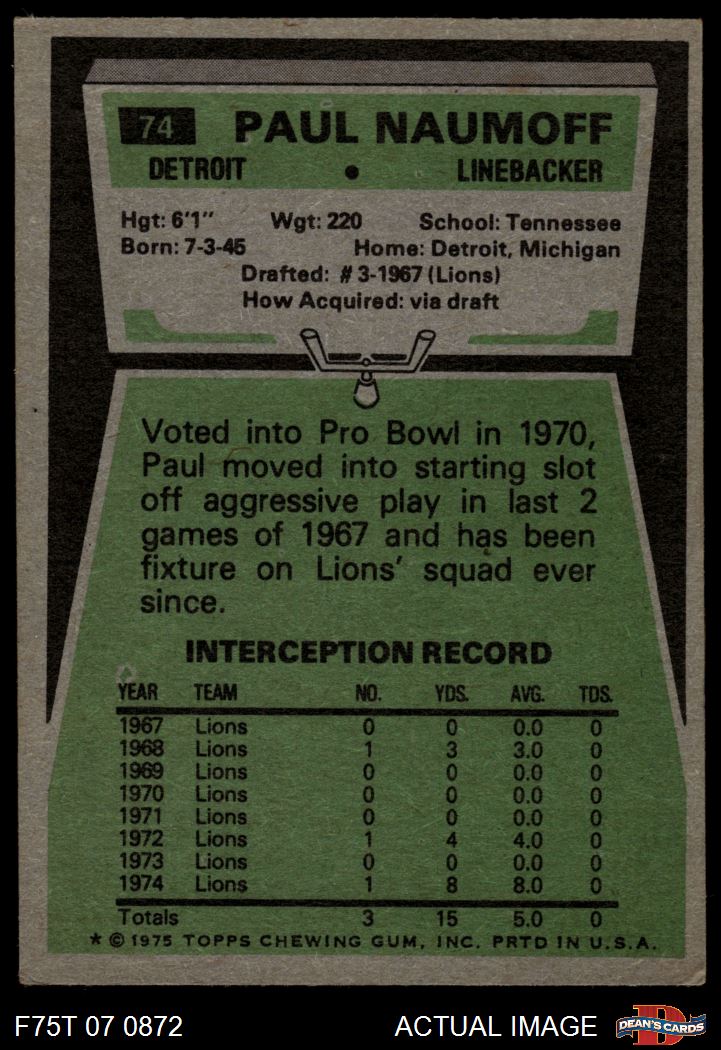 74 PAUL NAUMOFF
DETROIT • LINEBACKER
Hgt: 6'1" Wgt: 220 School: Tennessee
Born: 7-3-45 Home: Detroit, Michigan
Drafted: #3-1967 (Lions)
How Acquired: via draft
Voted into Pro Bowl in 1970,
Paul moved into starting slot
off aggressive play in last 2
games of 1967 and has been
fixture on Lions' squad ever
since.
INTERCEPTION RECORD
YEAR TEAM NO. YDS. AVG. TDS.
1967 Lions 0 0 0.0 0
1968 Lions 1 3 3.0 0
1969 Lions 0 0 0.0 0
1970 Lions 0 0 0.0 0
1971 Lions 0 0 0.0 0
1972 Lions 1 4 4.0 0
1973 Lions 0 0 0.0 0
1974 Lions 1 8 8.0 0
Totals 3 15 5.0 0
* © 1975 TOPPS CHEWING GUM, INC. PRTD IN U.S.A.
F75T 07 0872 ACTUAL IMAGE D DEAN'S CARDS